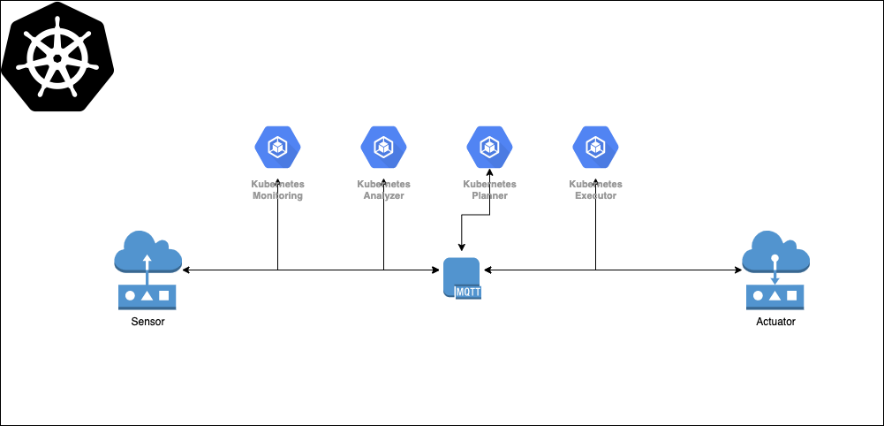 Kubernetes
Monitoring
Kubernetes
Analyzer
Kubernetes
Planner
Kubernetes
Executor
MQTT
Sensor
Actuator